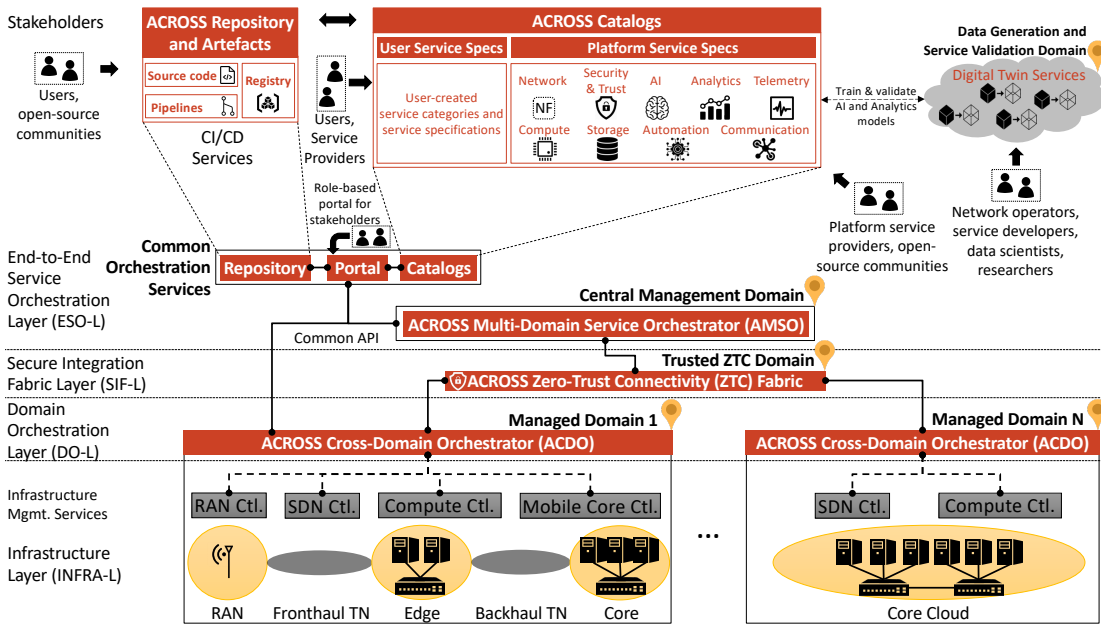 Stakeholders
Users,
open-source
communities
ACROSS Repository
and Artefacts
Source code
Pipelines
Registry
CI/CD
Services
Users,
Service
Providers
ACROSS Catalogs
User Service Specs
Platform Service Specs
User-created
service categories and
service specifications
Network
Security
& Trust
AI
Analytics
Telemetry
NF
Compute
Storage
Automation
Communication
Train & validate
AI and Analytics
models
Data Generation and
Service Validation Domain
Digital Twin Services
Network operators,
service developers,
data scientists,
researchers
Platform service
providers, open-
source communities
Role-based
portal for
stakeholders
End-to-End
Service
Orchestration
Layer (ESO-L)
Common
Orchestration
Services
Repository
Portal
Catalogs
Common API
Central Management Domain
ACROSS Multi-Domain Service Orchestrator (AMSO)
Secure Integration
Fabric Layer (SIF-L)
Trusted ZTC Domain
ACROSS Zero-Trust Connectivity (ZTC) Fabric
Domain
Orchestration
Layer (DO-L)
Managed Domain 1
ACROSS Cross-Domain Orchestrator (ACDO)
Managed Domain N
ACROSS Cross-Domain Orchestrator (ACDO)
Infrastructure
Mgmt. Services
RAN Ctl.
SDN Ctl.
Compute Ctl.
Mobile Core Ctl.
SDN Ctl.
Compute Ctl.
Infrastructure
Layer (INFRA-L)
...
RAN
Fronthaul TN
Edge
Backhaul TN
Core
Core Cloud